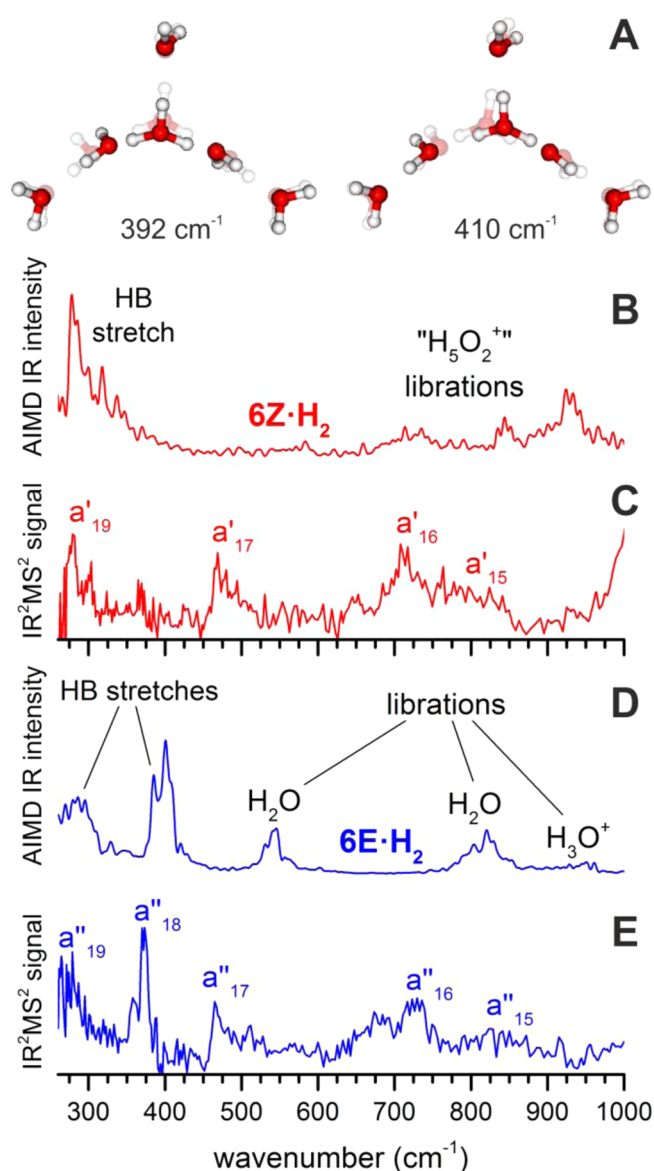 A
392 cm⁻¹ 410 cm⁻¹
AIMD IR intensity
HB
stretch
"H₅O₂⁺"
librations
6Z·H₂
B
IR²MS² signal
a'₁₉
a'₁₇
a'₁₆
a'₁₅
C
AIMD IR intensity
HB stretches
librations
H₂O
H₂O
H₃O⁺
6E·H₂
D
IR²MS² signal
a"₁₉
a"₁₈
a"₁₇
a"₁₆
a"₁₅
E
300 400 500 600 700 800 900 1000
wavenumber (cm⁻¹)